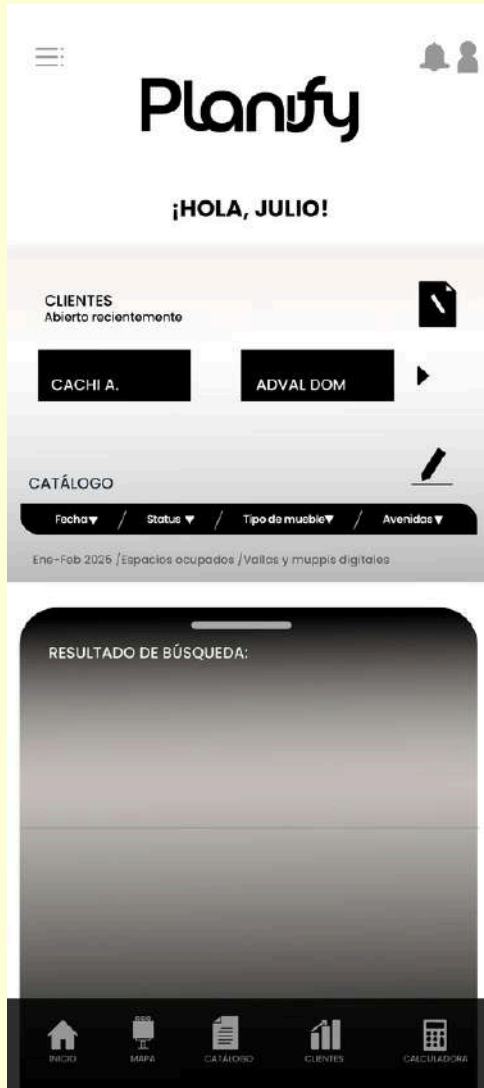 Planify
¡HOLA, JULIO!
CLIENTES
Abierto recientemente
CACHI A.
ADVAL DOM
CATÁLOGO
Fecha▼ / Status ▼ / Tipo de mueble▼ / Avenidas ▼
Ene-Feb 2025 /Espacios ocupados /Vallas y muppis digitales
RESULTADO DE BÚSQUEDA:
INICIO
MAPA
CATÁLOGO
CLIENTES
CALCULADORA